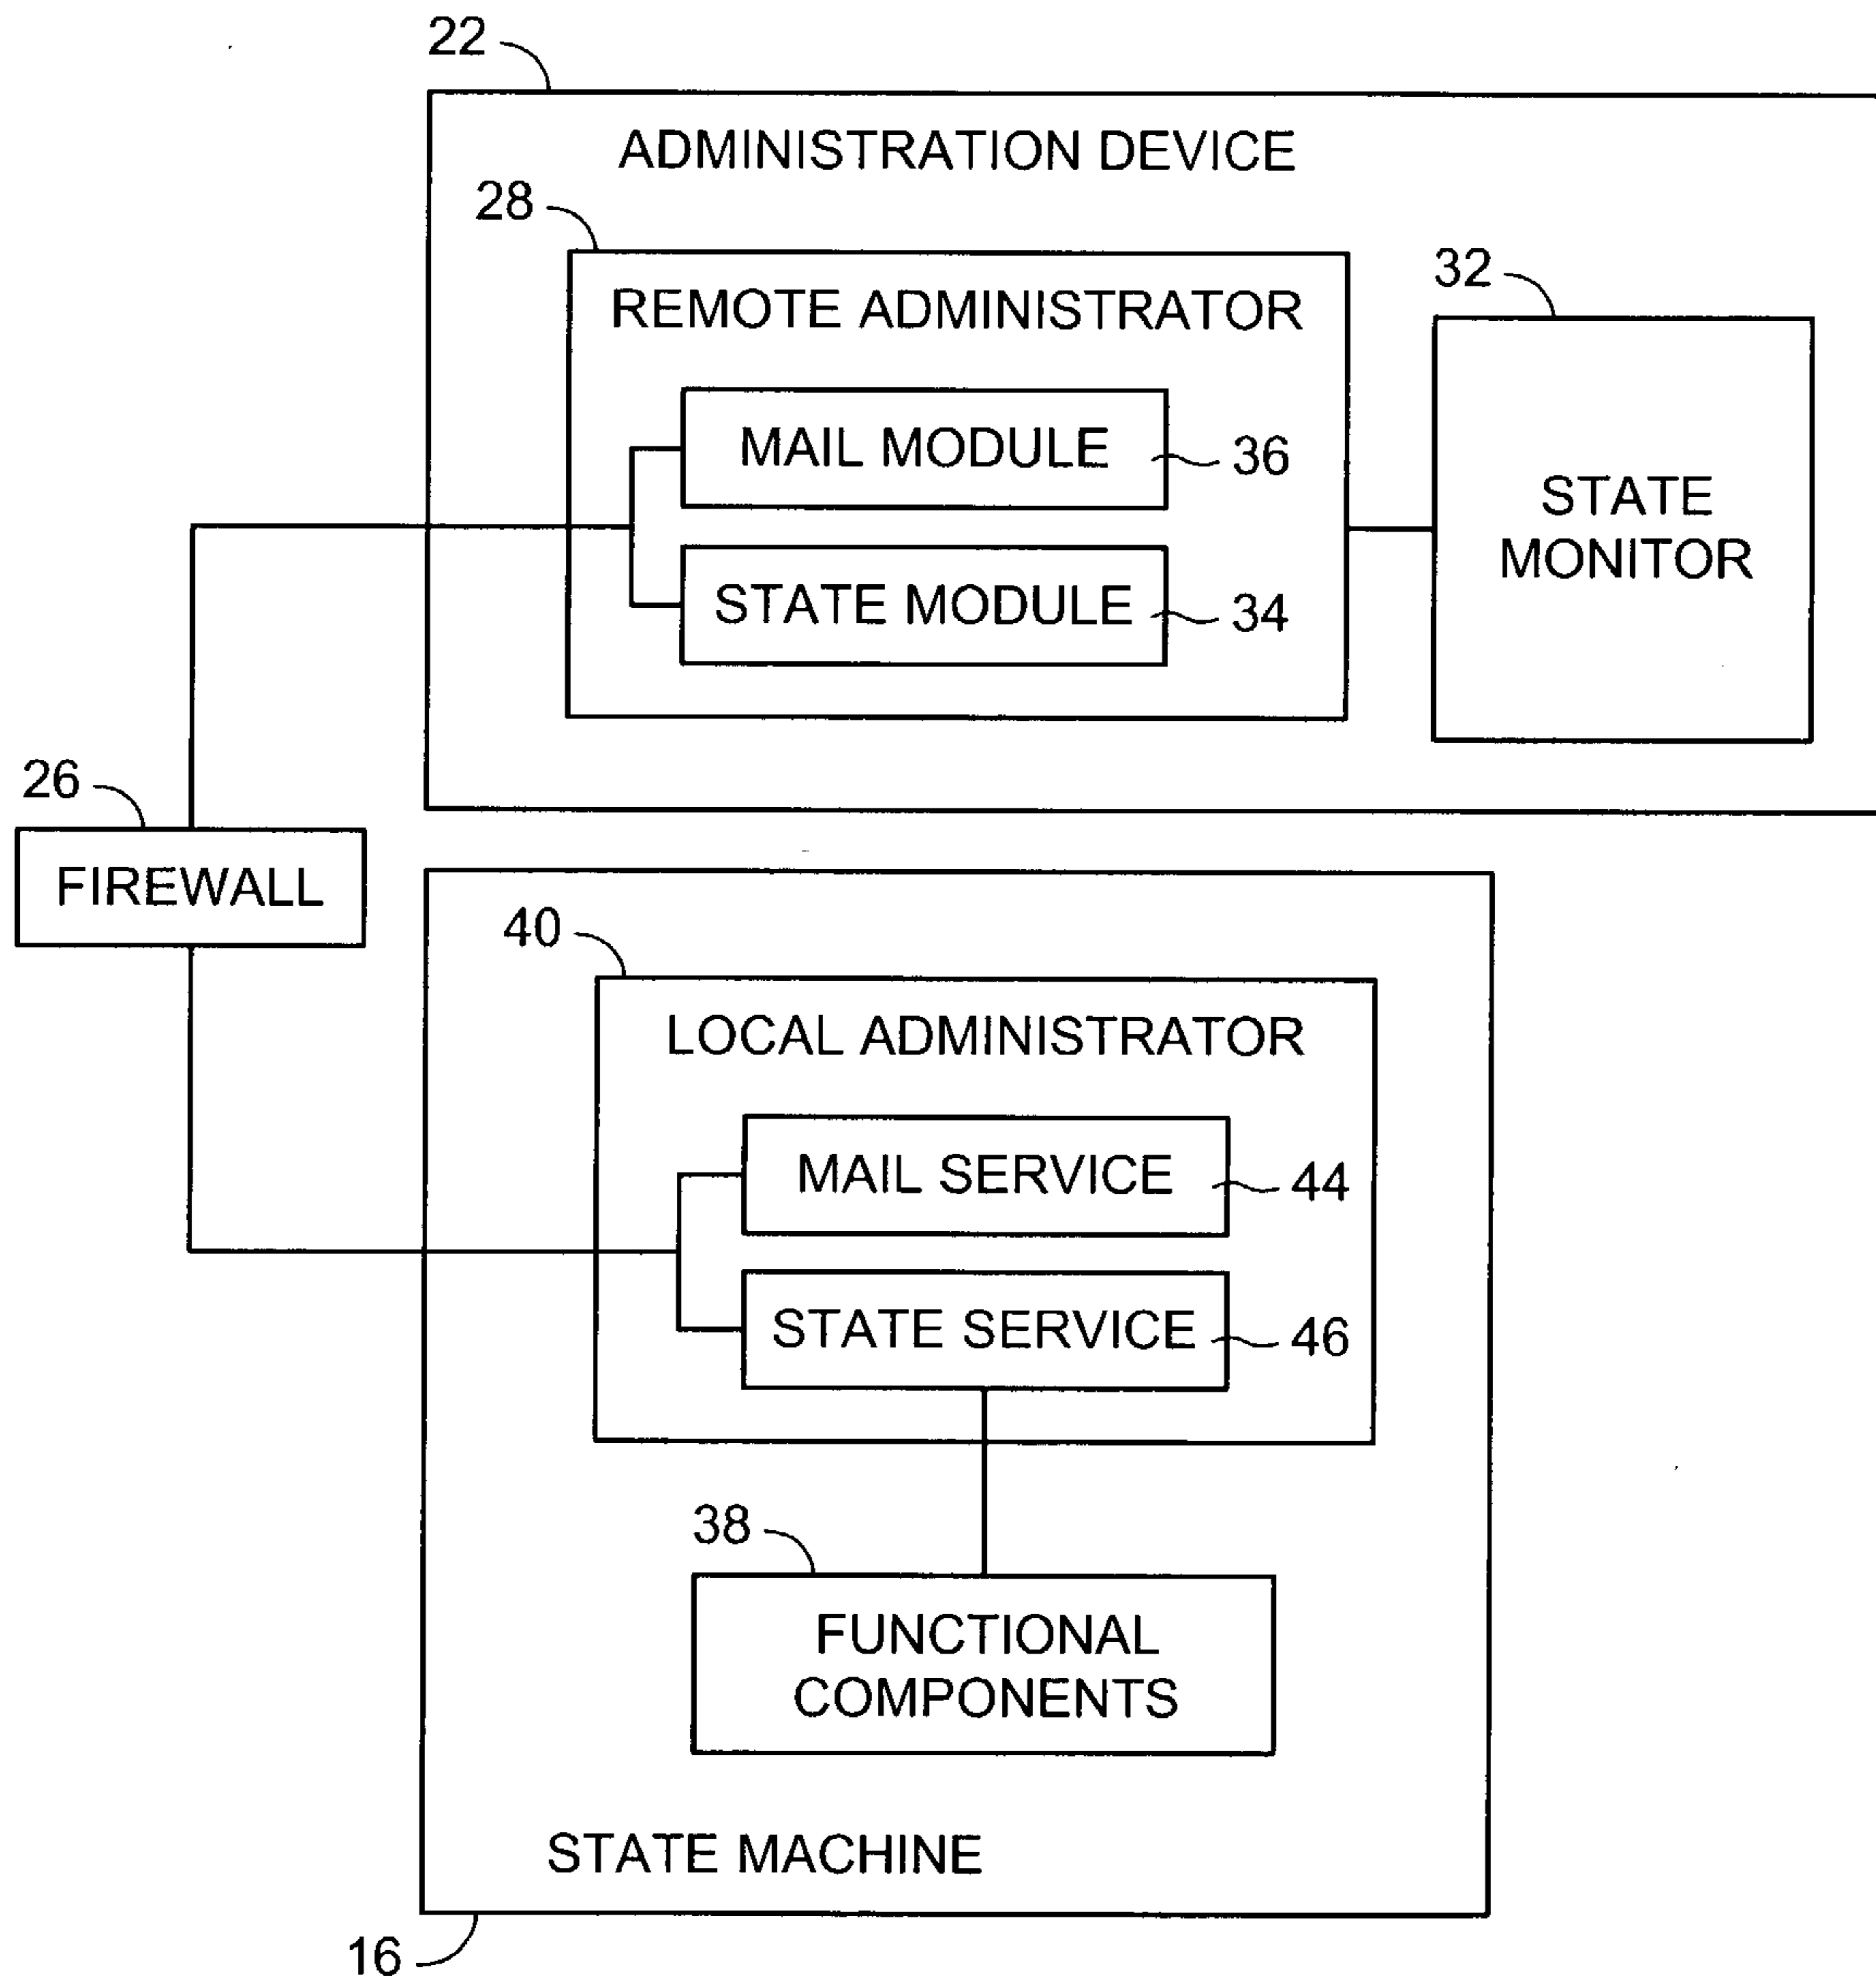 22
ADMINISTRATION DEVICE
28
REMOTE ADMINISTRATOR
32
MAIL MODULE
36
STATE
MONITOR
STATE MODULE
34
26
FIREWALL
40
LOCAL ADMINISTRATOR
MAIL SERVICE
44
STATE SERVICE
46
38
FUNCTIONAL
COMPONENTS
STATE MACHINE
16